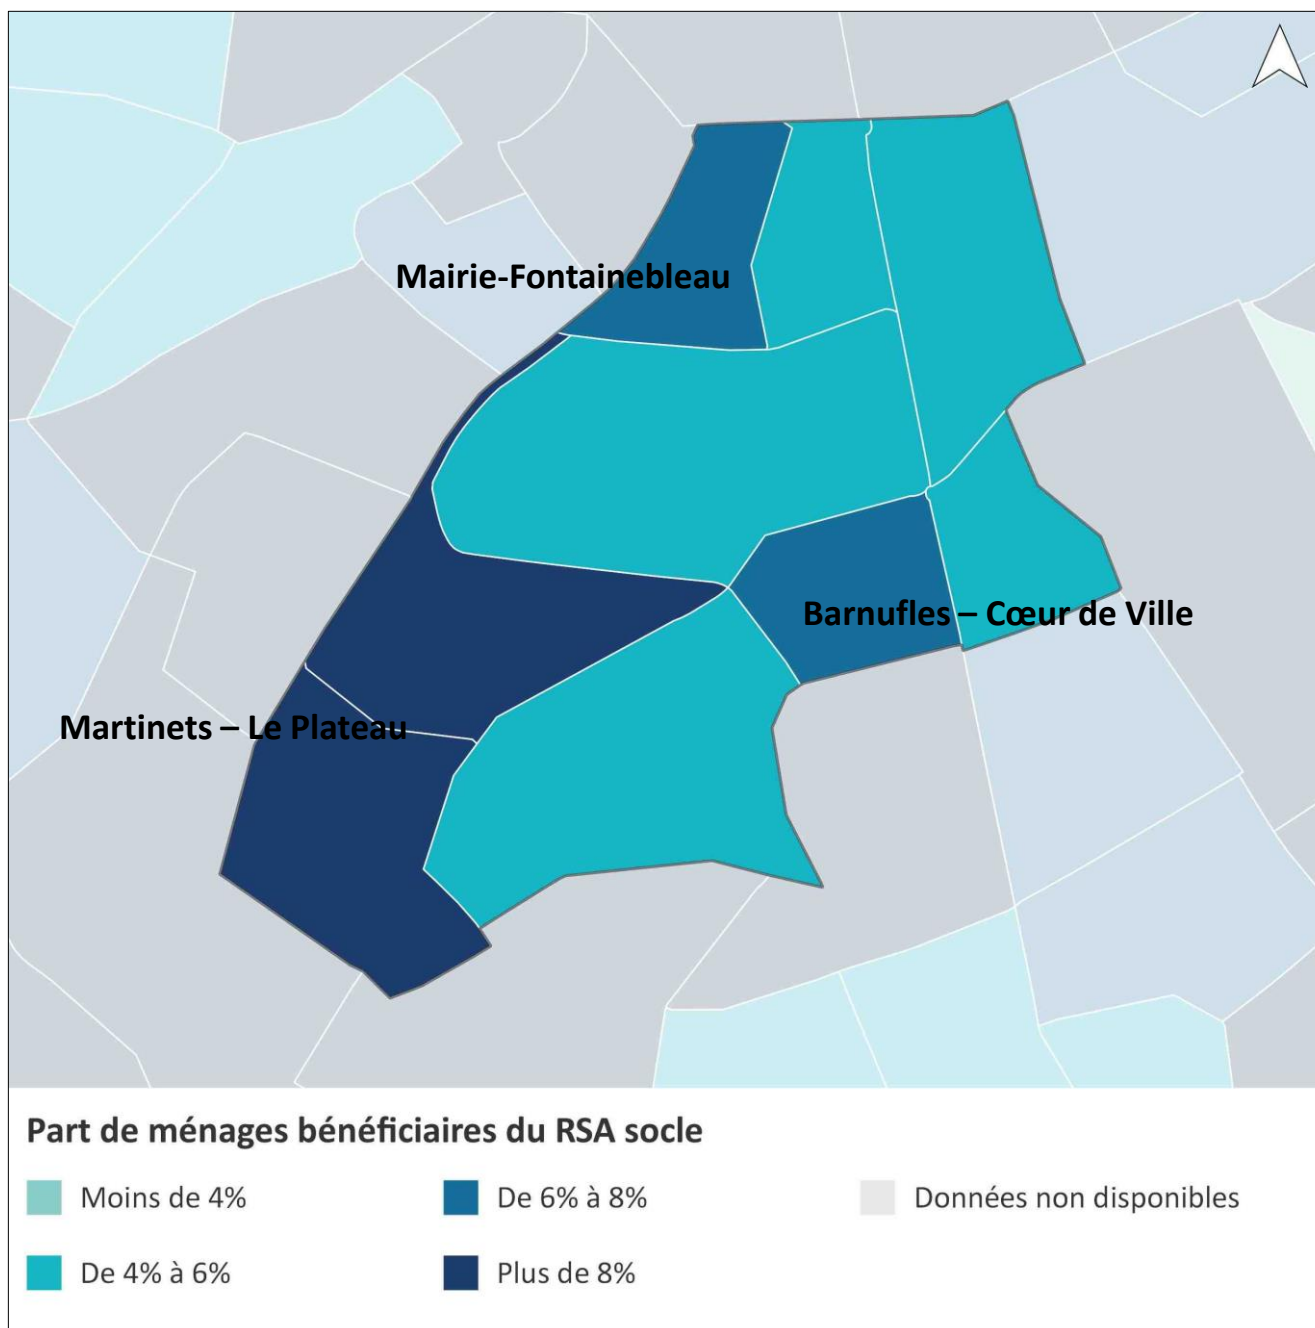 Mairie-Fontainebleau
Barnufles – Cœur de Ville
Martinets – Le Plateau
Part de ménages bénéficiaires du RSA socle
Moins de 4%
De 6% à 8%
Données non disponibles
De 4% à 6%
Plus de 8%